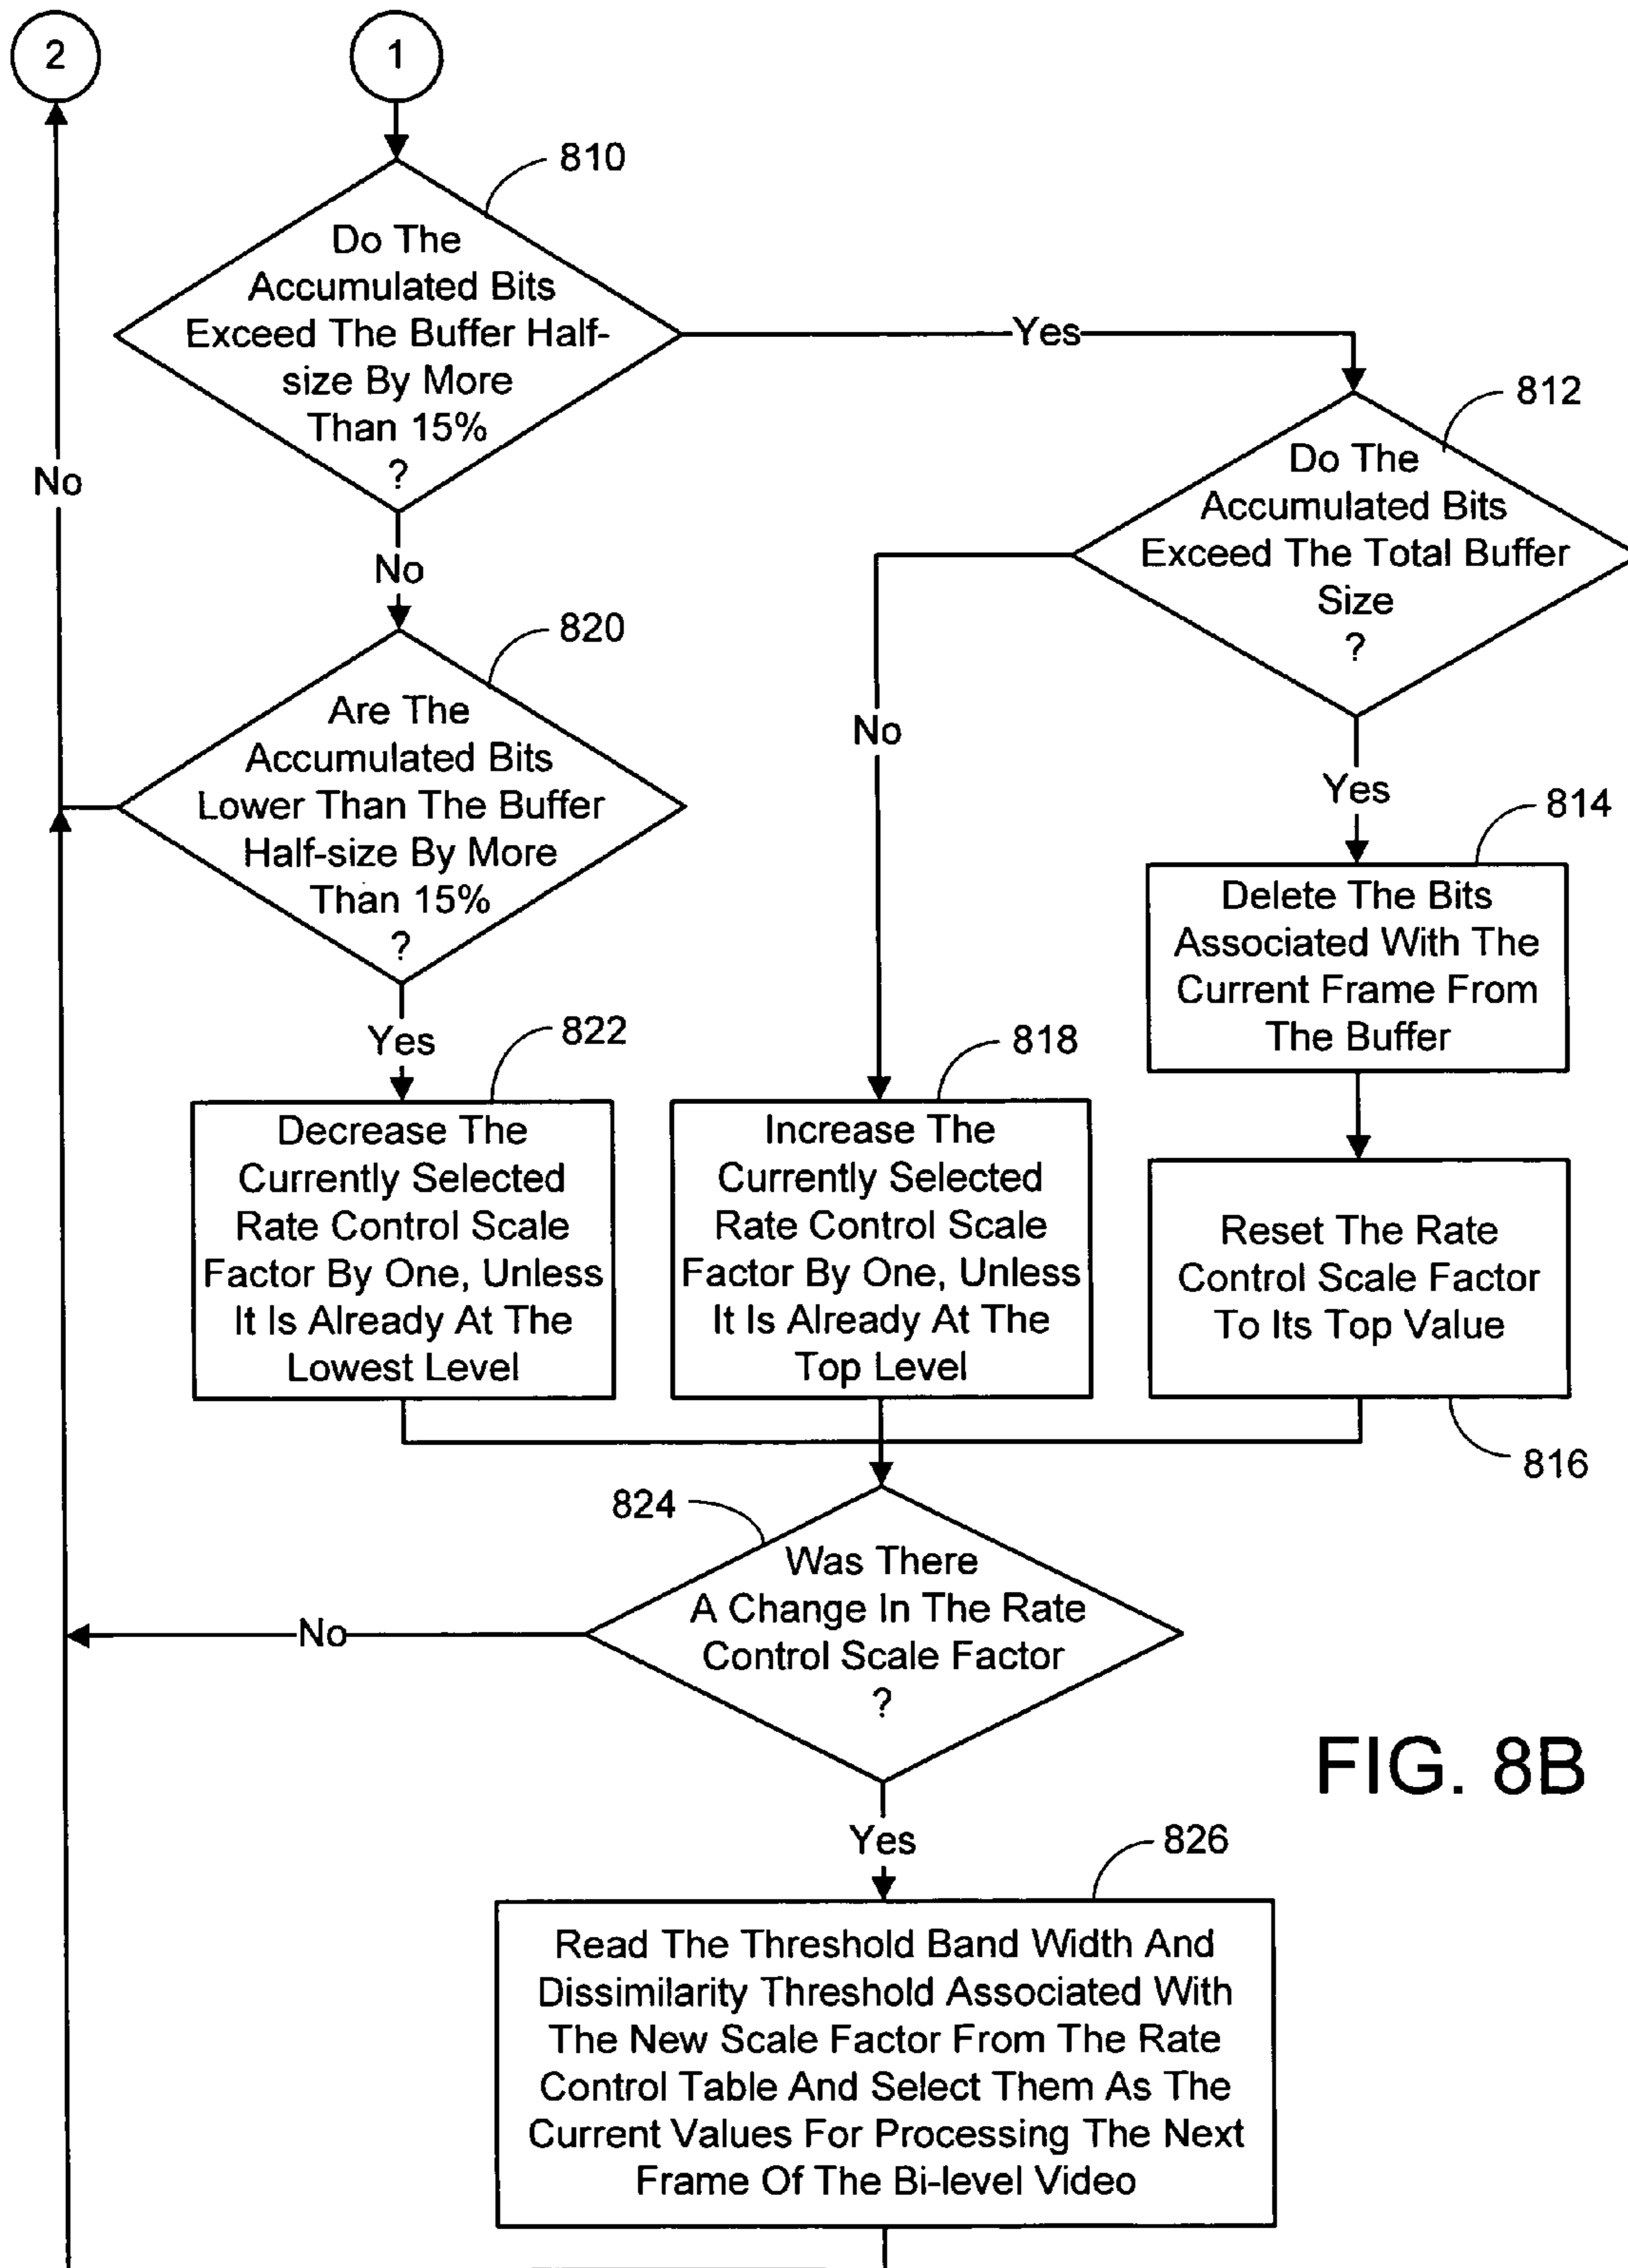 2
1
810
Do The
Accumulated Bits
Exceed The Buffer Half-
size By More
Than 15%
?
Yes
812
Do The
Accumulated Bits
Exceed The Total Buffer
Size
?
No
No
820
Are The
Accumulated Bits
Lower Than The Buffer
Half-size By More
Than 15%
?
No
Yes
814
Delete The Bits
Associated With The
Current Frame From
The Buffer
Yes
822
Decrease The
Currently Selected
Rate Control Scale
Factor By One, Unless
It Is Already At The
Lowest Level
818
Increase The
Currently Selected
Rate Control Scale
Factor By One, Unless
It Is Already At The
Top Level
Reset The Rate
Control Scale Factor
To Its Top Value
816
824
Was There
A Change In The Rate
Control Scale Factor
?
No
FIG. 8B
Yes
826
Read The Threshold Band Width And
Dissimilarity Threshold Associated With
The New Scale Factor From The Rate
Control Table And Select Them As The
Current Values For Processing The Next
Frame Of The Bi-level Video